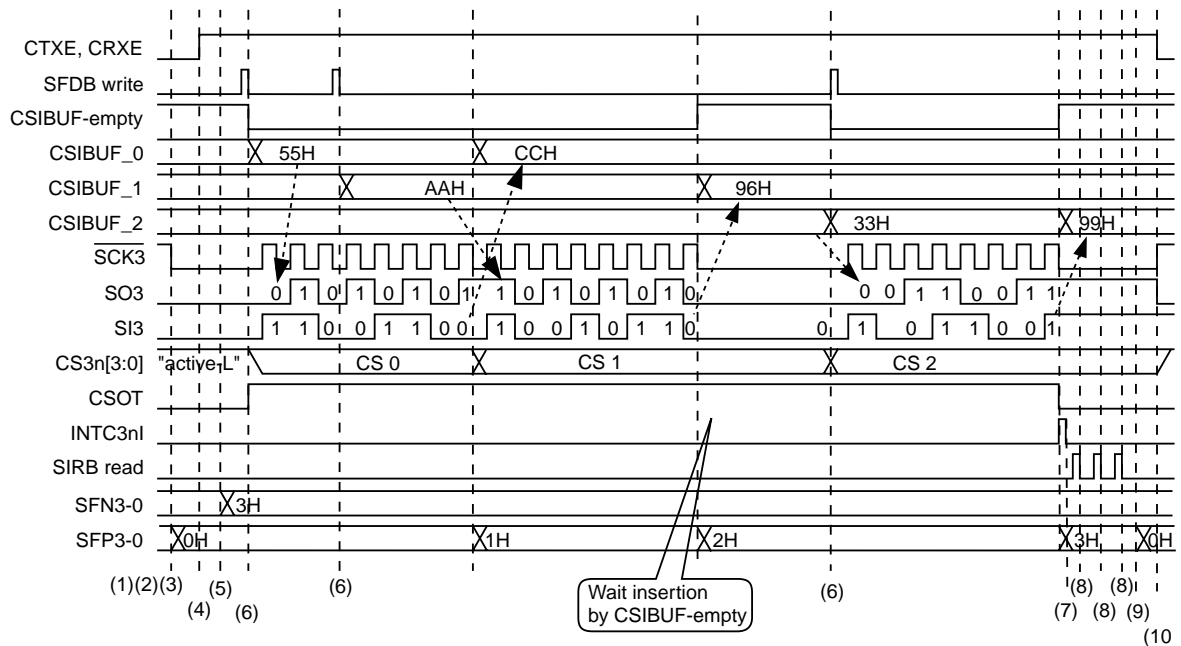 CTXE, CRXE
SFDB write
CSIBUF-empty
CSIBUF_0 55H CCH
CSIBUF_1 AAH 96H
CSIBUF_2 33H 99H
SCK3
SO3 0 1 0 1 0 1 0 1 1 0 1 0 1 0 1 0 0 0 1 1 0 0 1 1
SI3 1 1 0 0 1 1 0 0 1 0 0 1 0 1 1 0 0 1 0 1 1 0 0 1
CS3n[3:0] "active-L" CS 0 CS 1 CS 2
CSOT
INTC3nI
SIRB read
SFN3-0 3H
SFP3-0 0H 1H 2H 3H 0H
Wait insertion
by CSIBUF-empty
(1)(2)(3) (5) (6) (6) (8) (8)
(4) (6) (7) (8) (9)
(10